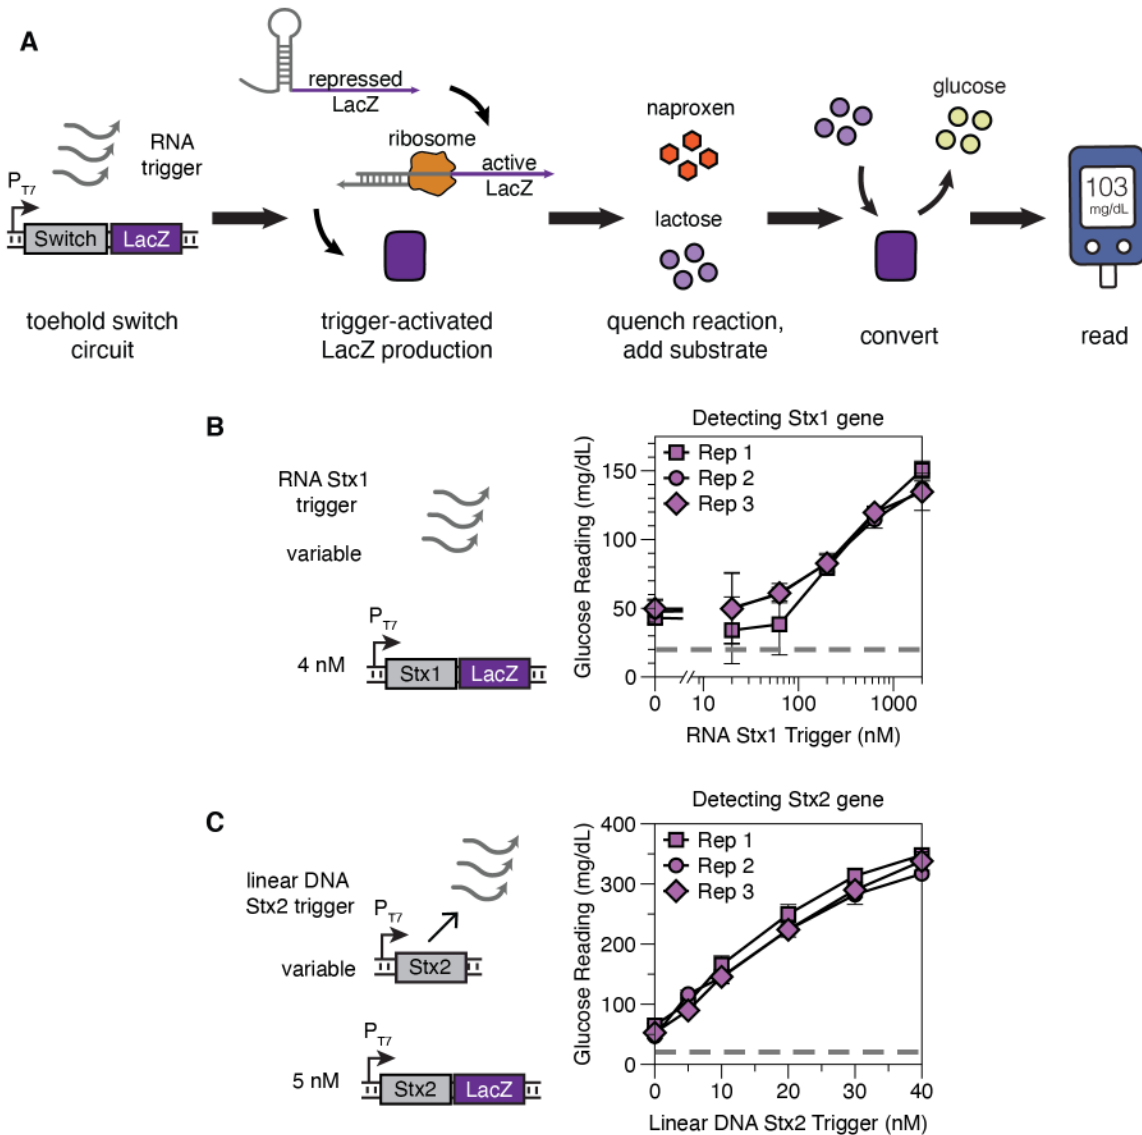 A
RNA
trigger
PT7
Switch
LacZ
toehold switch
circuit
repressed
LacZ
ribosome
active
LacZ
trigger-activated
LacZ production
naproxen
lactose
quench reaction,
add substrate
glucose
convert
103
mg/dL
read
B
RNA Stx1
trigger
variable
4 nM
PT7
Stx1
LacZ
Detecting Stx1 gene
Rep 1
Rep 2
Rep 3
Glucose Reading (mg/dL)
150
100
50
0
0
10
100
1000
RNA Stx1 Trigger (nM)
C
linear DNA
Stx2 trigger
variable
PT7
Stx2
5 nM
PT7
Stx2
LacZ
Detecting Stx2 gene
Rep 1
Rep 2
Rep 3
Glucose Reading (mg/dL)
400
300
200
100
0
0
10
20
30
40
Linear DNA Stx2 Trigger (nM)